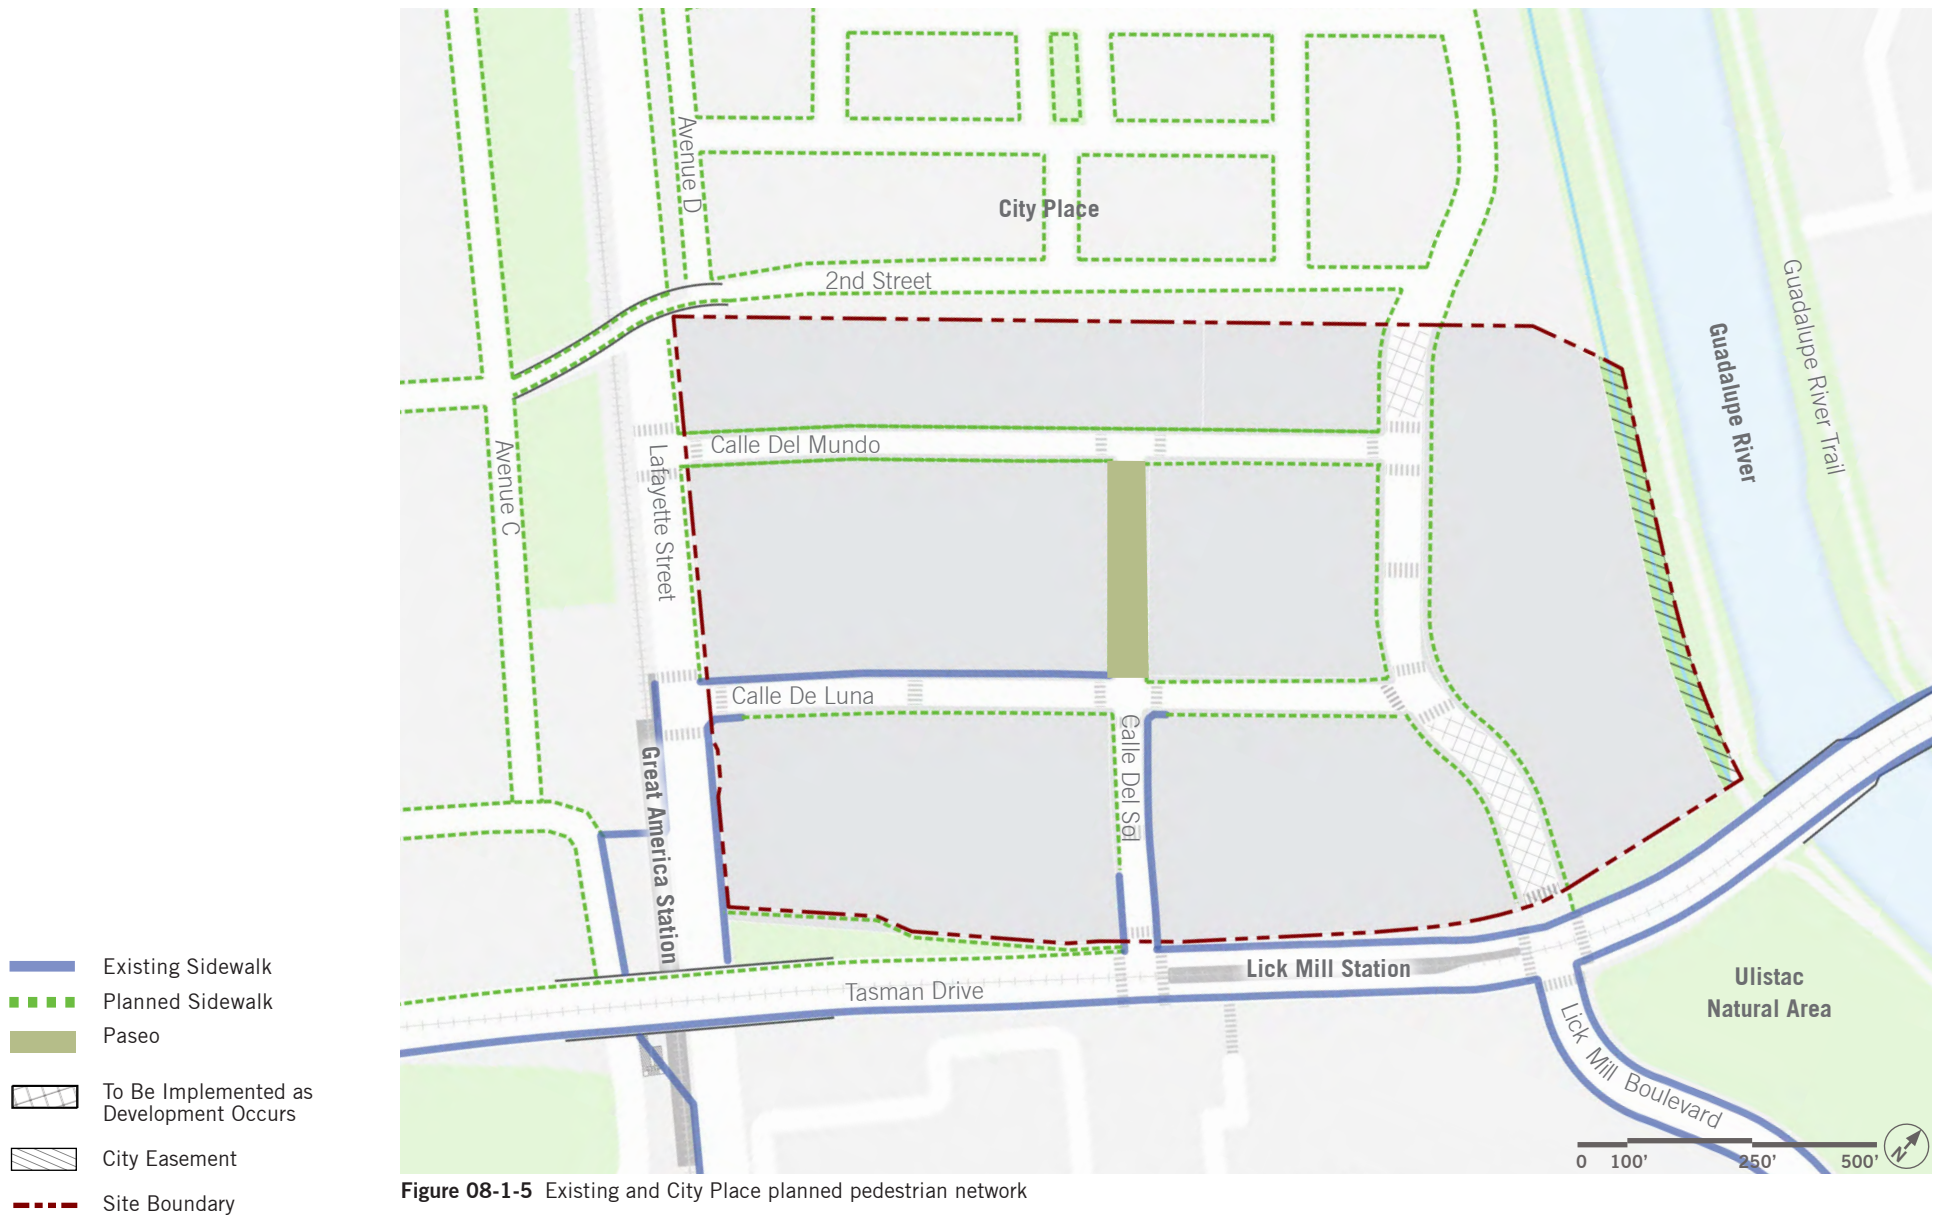 Avenue D
City Place
2nd Street
Guadalupe River
Guadalupe River Trail
Calle Del Mundo
Avenue C
Lafayette Street
Calle De Luna
Calle Del Sol
Great America Station
Lick Mill Station
Tasman Drive
Ulistac
Natural Area
Lick Mill Boulevard
Existing Sidewalk
Planned Sidewalk
Paseo
To Be Implemented as
Development Occurs
City Easement
Site Boundary
0 100’ 250’ 500’
N
Figure 08-1-5 Existing and City Place planned pedestrian network